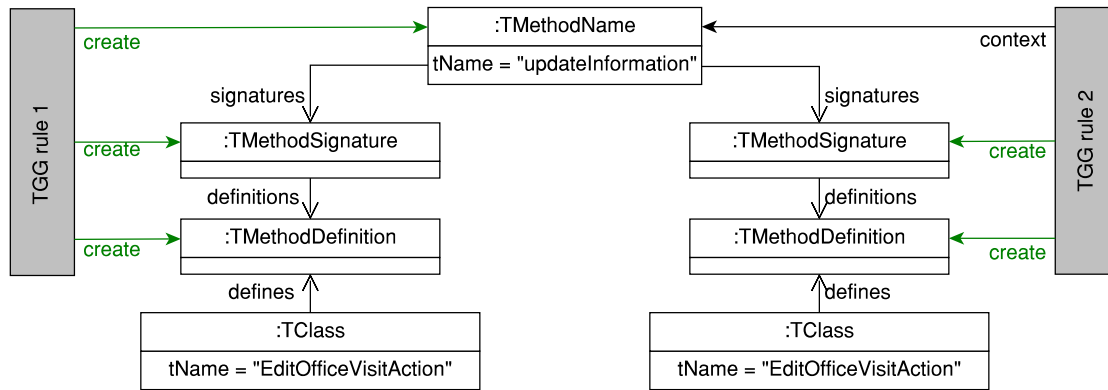 :TMethodName
create
context
tName = "updateInformation"
TGG rule 1
TGG rule 2
signatures
signatures
:TMethodSignature
:TMethodSignature
create
create
definitions
definitions
:TMethodDefinition
:TMethodDefinition
create
create
defines
defines
:TClass
:TClass
tName = "EditOfficeVisitAction"
tName = "EditOfficeVisitAction"